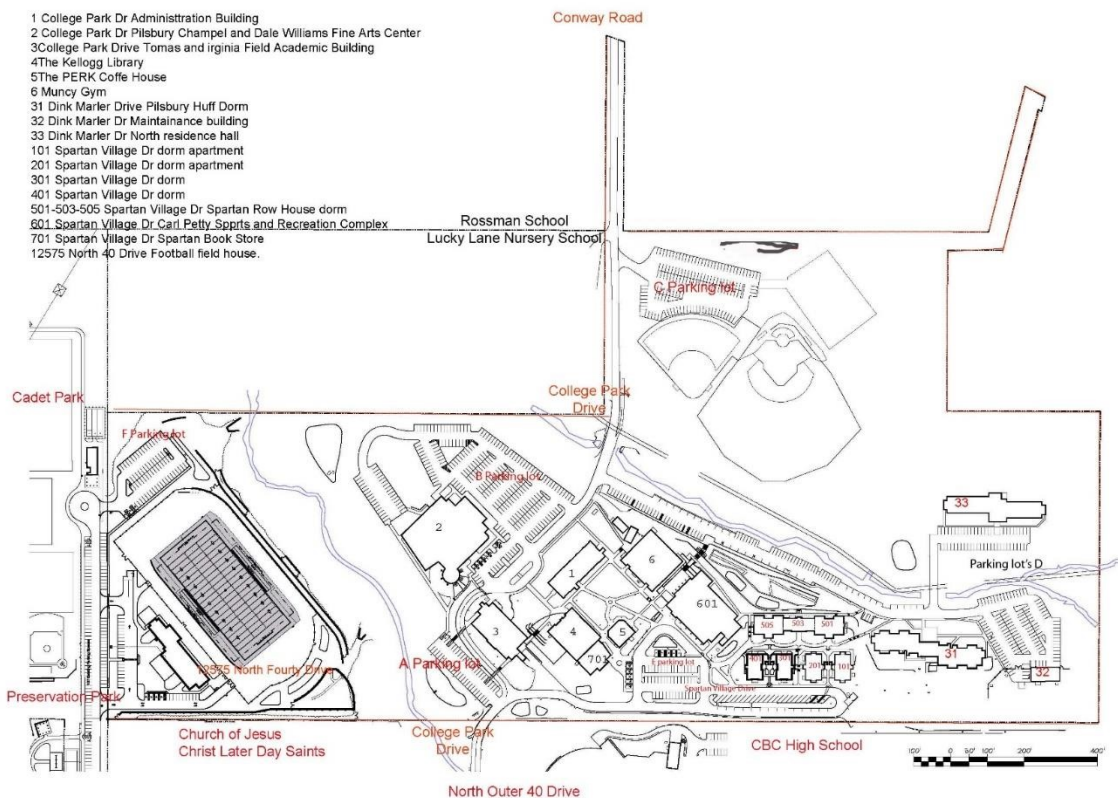 1 College Park Dr Administtration Building
2 College Park Dr Pilsbury Champel and Dale Williams Fine Arts Center
3College Park Drive Tomas and irginia Field Academic Building
4The Kellogg Library
5The PERK Coffe House
6 Muncy Gym
31 Dink Marler Drive Pilsbury Huff Dorm
32 Dink Marler Dr Maintainance building
33 Dink Marler Dr North residence hall
101 Spartan Village Dr dorm apartment
201 Spartan Village Dr dorm apartment
301 Spartan Village Dr dorm
401 Spartan Village Dr dorm
501-503-505 Spartan Village Dr Spartan Row House dorm
601 Spartan Village Dr Carl Petty Spprts and Recreation Complex
701 Spartan Village Dr Spartan Book Store
12575 North 40 Drive Football field house.
Conway Road
Rossman School
Lucky Lane Nursery School
C Parking lot
Cadet Park
College Park
Drive
F Parking lot
B Parking lot
2
33
Parking lot's D
1
6
601
3
4
5
701
505
503
501
31
32
A Parking lot
E parking lot
401
301
201
101
12575 North Fourty Drive
Spartan Village Drive
Preservation Park
Church of Jesus
Christ Later Day Saints
College Park
Drive
CBC High School
100'
0
50'
100'
200'
400'
North Outer 40 Drive